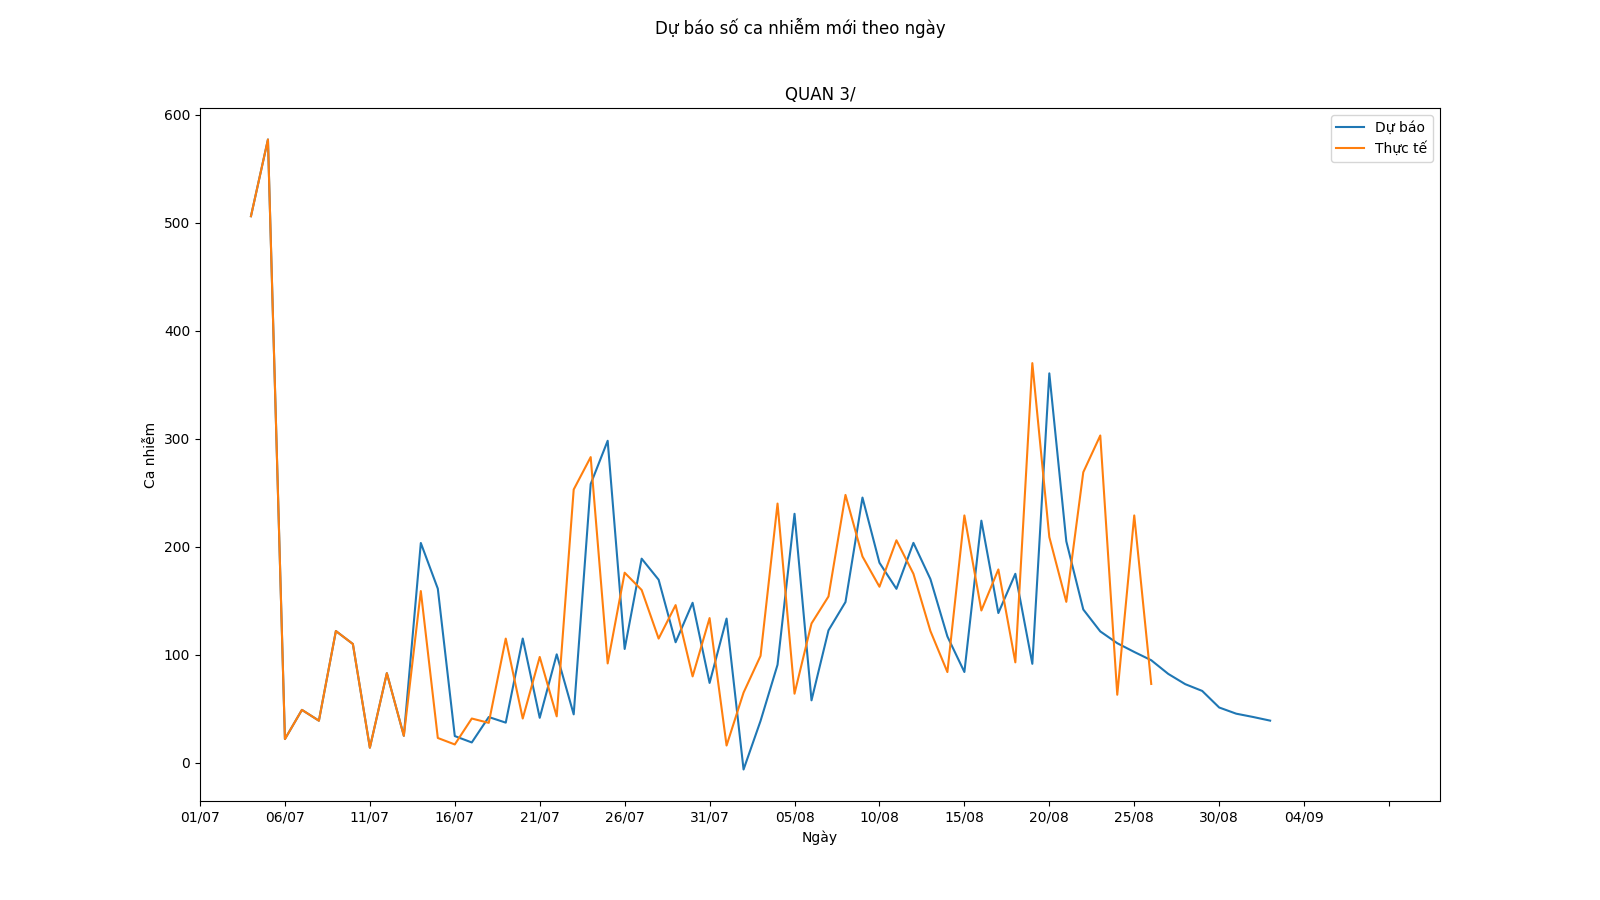 Dự báo số ca nhiễm mới theo ngày
QUAN 3/
Dự báo
Thực tế
600
500
400
300
200
100
0
Ca nhiễm
01/07 06/07 11/07 16/07 21/07 26/07 31/07 05/08 10/08 15/08 20/08 25/08 30/08 04/09
Ngày